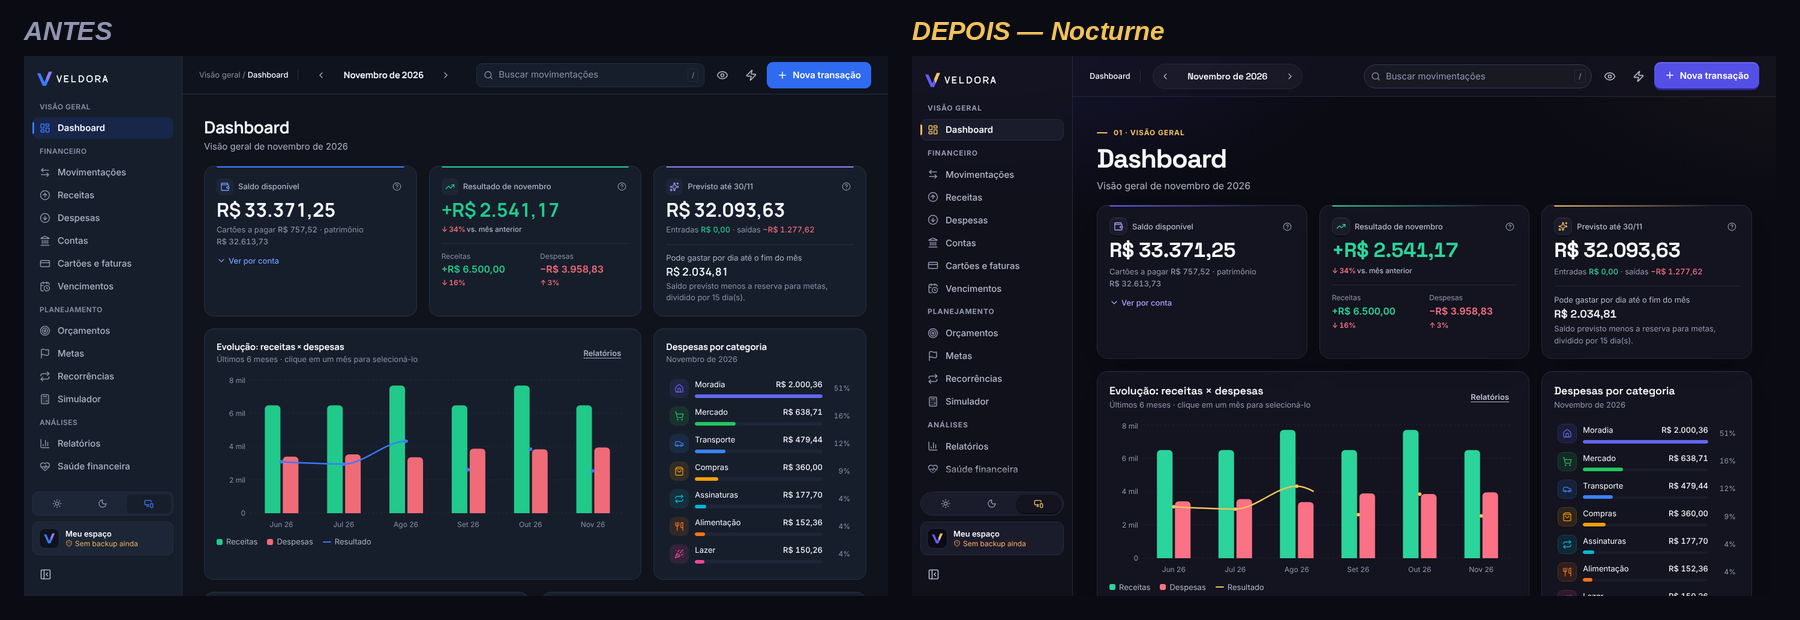 ANTES
VELDORA
VISÃO GERAL
Dashboard
FINANCEIRO
Movimentações
Receitas
Despesas
Contas
Cartões e faturas
Vencimentos
PLANEJAMENTO
Orçamentos
Metas
Recorrências
Simulador
ANÁLISES
Relatórios
Saúde financeira
Meu espaço
Sem backup ainda
Visão geral / Dashboard
Novembro de 2026
Buscar movimentações /
+ Nova transação
Dashboard
Visão geral de novembro de 2026
Saldo disponível
R$ 33.371,25
Cartões a pagar R$ 757,52 · patrimônio
R$ 32.613,73
Ver por conta
Resultado de novembro
+R$ 2.541,17
↓ 34% vs. mês anterior
Receitas
+R$ 6.500,00
↓ 16%
Despesas
−R$ 3.958,83
↑ 3%
Previsto até 30/11
R$ 32.093,63
Entradas R$ 0,00 · saídas −R$ 1.277,62
Pode gastar por dia até o fim do mês
R$ 2.034,81
Saldo previsto menos a reserva para metas,
dividido por 15 dia(s).
Evolução: receitas × despesas
Últimos 6 meses · clique em um mês para selecioná-lo
Relatórios
8 mil
6 mil
4 mil
2 mil
0
Jun 26 Jul 26 Ago 26 Set 26 Out 26 Nov 26
Receitas Despesas Resultado
Despesas por categoria
Novembro de 2026
Moradia R$ 2.000,36 51%
Mercado R$ 638,71 16%
Transporte R$ 479,44 12%
Compras R$ 360,00 9%
Assinaturas R$ 177,70 4%
Alimentação R$ 152,36 4%
Lazer R$ 150,26 4%
DEPOIS — Nocturne
VELDORA
VISÃO GERAL
Dashboard
FINANCEIRO
Movimentações
Receitas
Despesas
Contas
Cartões e faturas
Vencimentos
PLANEJAMENTO
Orçamentos
Metas
Recorrências
Simulador
ANÁLISES
Relatórios
Saúde financeira
Meu espaço
Sem backup ainda
Dashboard
Novembro de 2026
Buscar movimentações /
+ Nova transação
01 · VISÃO GERAL
Dashboard
Visão geral de novembro de 2026
Saldo disponível
R$ 33.371,25
Cartões a pagar R$ 757,52 · patrimônio
R$ 32.613,73
Ver por conta
Resultado de novembro
+R$ 2.541,17
↓ 34% vs. mês anterior
Receitas
+R$ 6.500,00
↓ 16%
Despesas
−R$ 3.958,83
↑ 3%
Previsto até 30/11
R$ 32.093,63
Entradas R$ 0,00 · saídas −R$ 1.277,62
Pode gastar por dia até o fim do mês
R$ 2.034,81
Saldo previsto menos a reserva para metas,
dividido por 15 dia(s).
Evolução: receitas × despesas
Últimos 6 meses · clique em um mês para selecioná-lo
Relatórios
8 mil
6 mil
4 mil
2 mil
0
Jun 26 Jul 26 Ago 26 Set 26 Out 26 Nov 26
Receitas Despesas Resultado
Despesas por categoria
Novembro de 2026
Moradia R$ 2.000,36 51%
Mercado R$ 638,71 16%
Transporte R$ 479,44 12%
Compras R$ 360,00 9%
Assinaturas R$ 177,70 4%
Alimentação R$ 152,36 4%